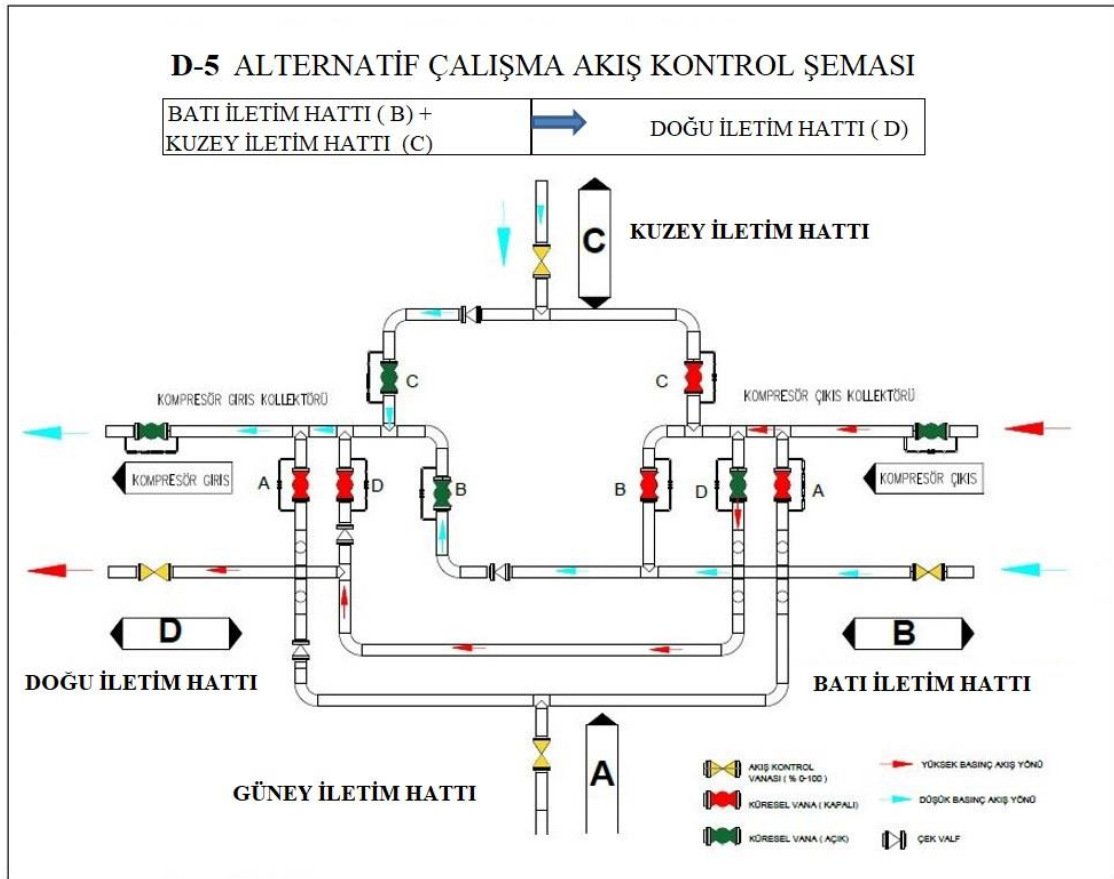 D-5 ALTERNATİF ÇALIŞMA AKIŞ KONTROL ŞEMASI
BATI İLETİM HATTI ( B) +
KUZEY İLETİM HATTI (C)
DOĞU İLETİM HATTI ( D)
C
KUZEY İLETİM HATTI
C
C
KOMPRESÖR GIRIS KOLLEKTÖRÜ
KOMPRESÖR ÇIKIS KOLLEKTÖRÜ
KOMPRESÖR GIRIS
A
D
B
B
D
A
KOMPRESÖR ÇIKIS
D
B
DOĞU İLETİM HATTI
BATI İLETİM HATTI
A
GÜNEY İLETİM HATTI
AKIŞ KONTROL
VANASI ( % 0-100 )
YÜKSEK BASINÇ AKIŞ YÖNÜ
KÜRESEL VANA ( KAPALI)
DÜŞÜK BASINÇ AKIŞ YÖNÜ
KÜRESEL VANA ( AÇIK)
ÇEK VALF